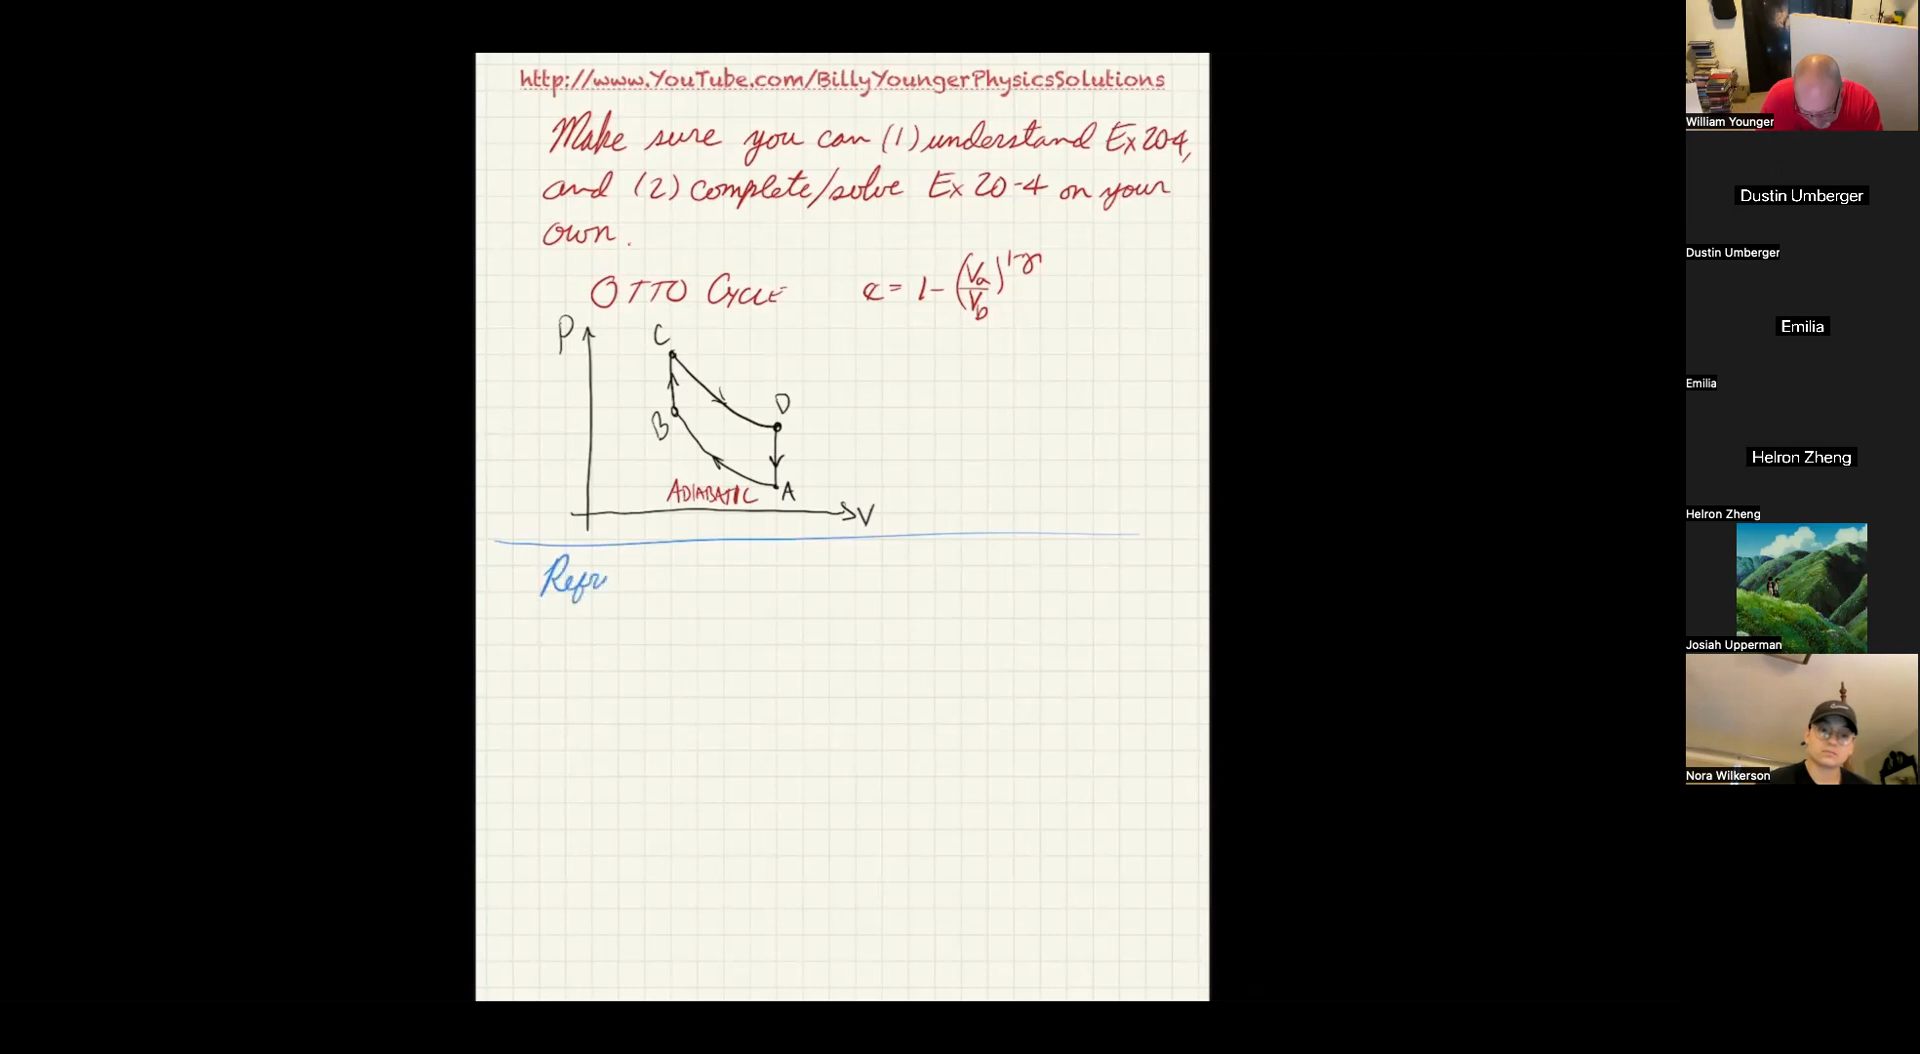 http://www.YouTube.com/BillyYoungerPhysicsSolutions
Make sure you can (1) understand Ex 20-4,
and (2) complete/solve Ex 20-4 on your
own.
OTTO CYCLE e = 1 - (Va/Vb)^1-γ
P
C
D
B
A
ADIABATIC
V
Refr
William Younger
Dustin Umberger
Dustin Umberger
Emilia
Emilia
Helron Zheng
Helron Zheng
Josiah Upperman
Nora Wilkerson